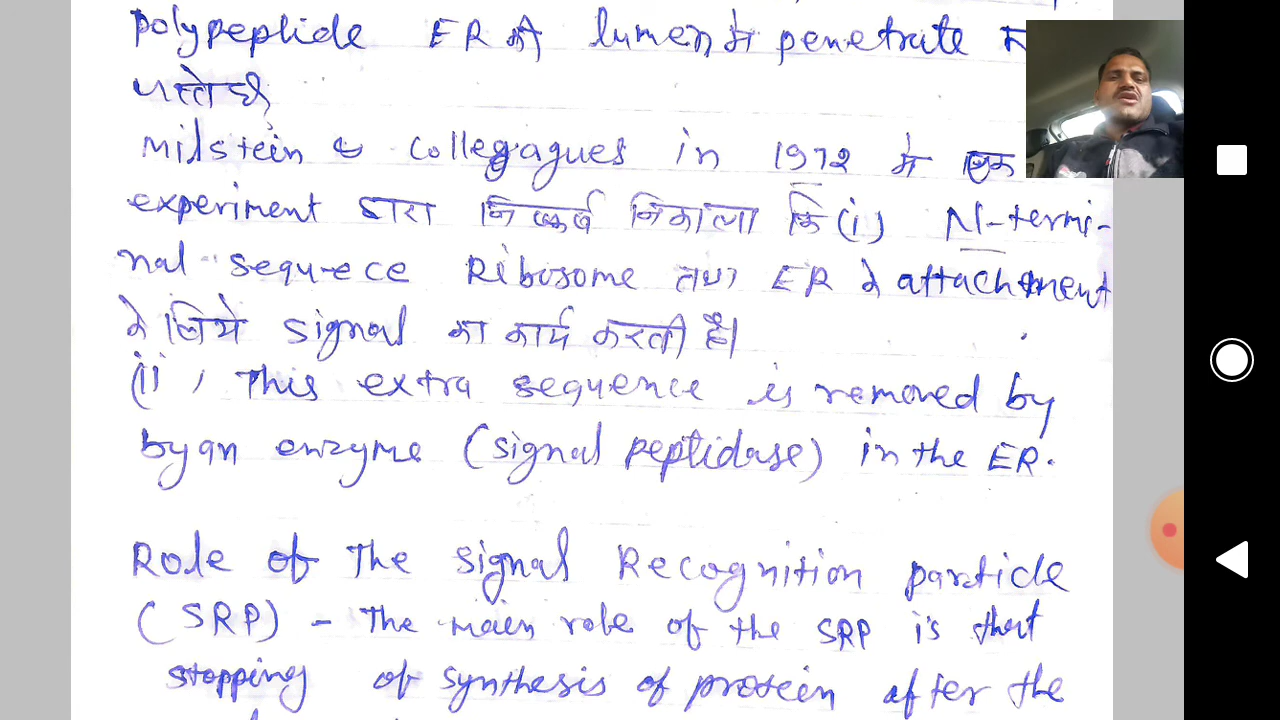 polypeptide ER की lumen में penetrate
पाते है
Milstein & Collegagues in 1972 में एक
experiment द्वारा निष्कर्ष निकाला कि (i) N-termi-
nal sequece Ribosome तथा ER के attachment
के लिये signal का कार्य करती है।
(ii, This extra sequence is removed by
by an enzyme (signal peptidase) in the ER.
Role of The signal Recognition particle
(SRP) - The main role of the SRP is that
stopping of synthesis of protein after the